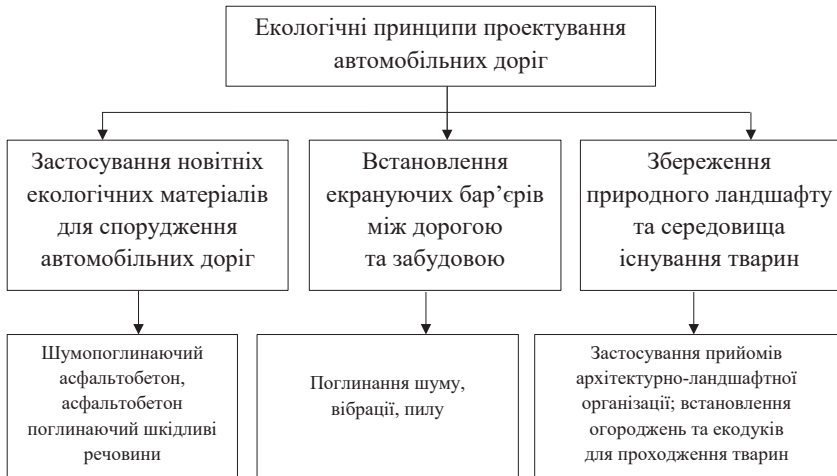 Екологічні принципи проектування
автомобільних доріг
Застосування новітніх
екологічних матеріалів
для спорудження
автомобільних доріг
Встановлення
екрануючих бар’єрів
між дорогою
та забудовою
Збереження
природного ландшафту
та середовища
існування тварин
Шумопоглинаючий
асфальтобетон,
асфальтобетон
поглинаючий шкідливі
речовини
Поглинання шуму,
вібрації, пилу
Застосування прийомів
архітектурно-ландшафтної
організації; встановлення
огороджень та екодуків
для проходження тварин